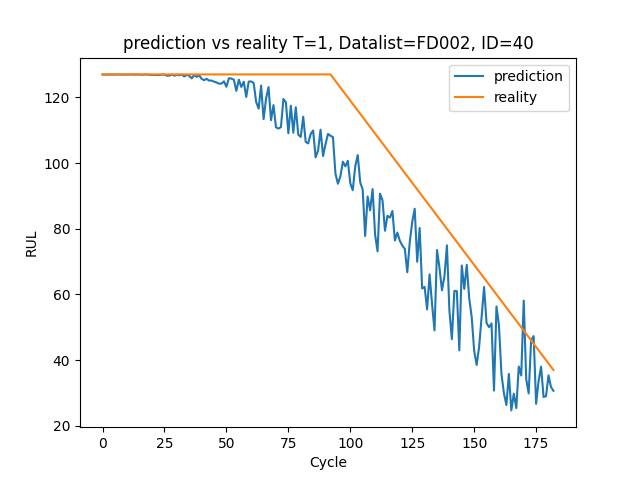 prediction vs reality T=1, Datalist=FD002, ID=40
prediction
reality
120
100
80
60
40
20
RUL
0 25 50 75 100 125 150 175
Cycle